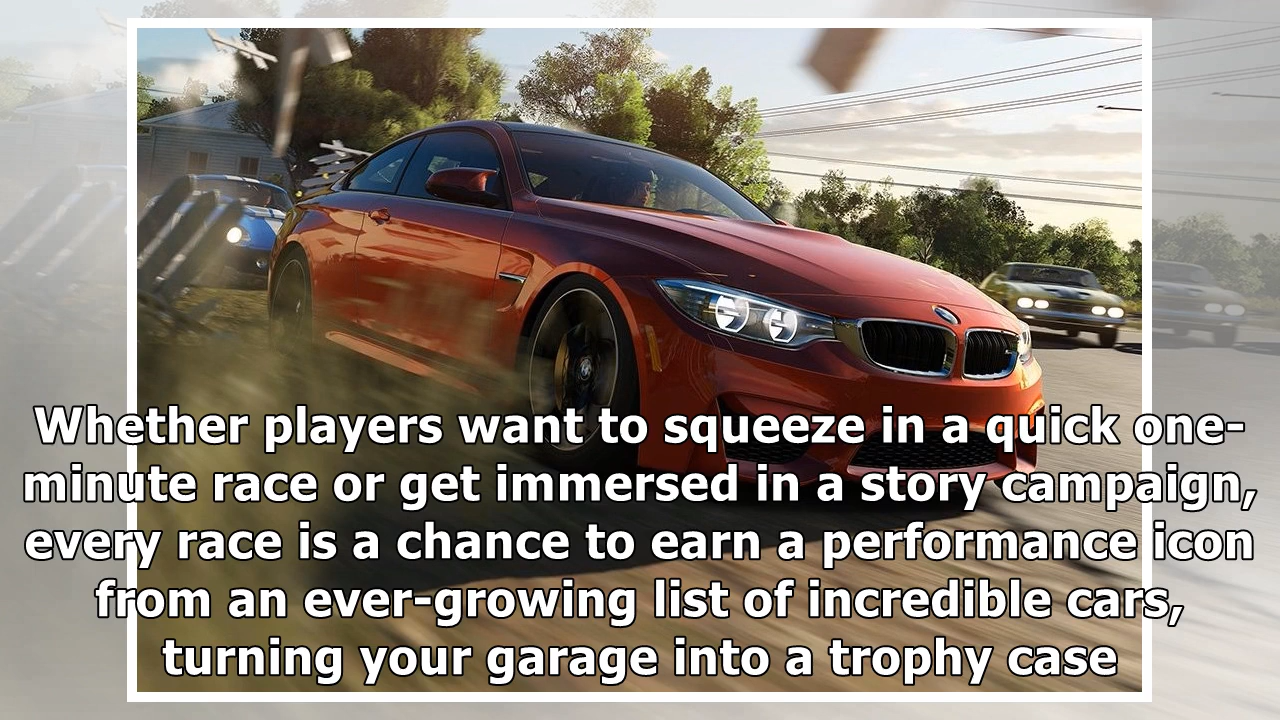 Whether players want to squeeze in a quick one-
minute race or get immersed in a story campaign,
every race is a chance to earn a performance icon
from an ever-growing list of incredible cars,
turning your garage into a trophy case